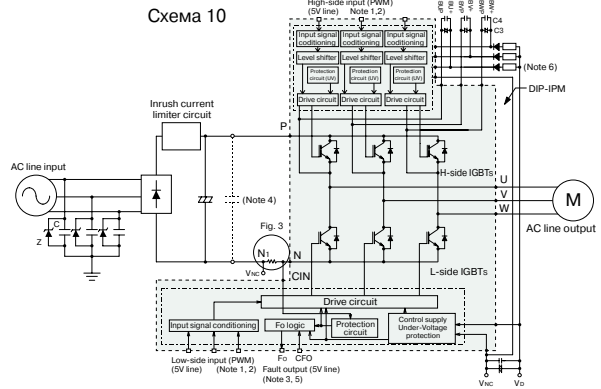 Схема 10
High-side input (PWM)
(5V line) Note 1,2)
Input signal coditioning
Input signal coditioning
Input signal conditioning
Level shifter
Level shifter
Level shifter
Protection circuit (UV)
Protection circuit (UV)
Protection circuit (UV)
Drive circuit
Drive circuit
Drive circuit
C4
C3
(Note 6)
DIP-IPM
Inrush current
limiter circuit
P
AC line input
H-side IGBTs
U
V
W
M
AC line output
(Note 4)
C
Z
Fig. 3
N1
N
VNC
CIN
L-side IGBTs
Drive circuit
Input signal conditioning
Fo logic
Protection
circuit
Control supply
Under-Voltage
protection
Low-side input (PWM)
(5V line) (Note 1, 2)
FO CFO
Fault output (5V line)
(Note 3, 5)
VNC VD